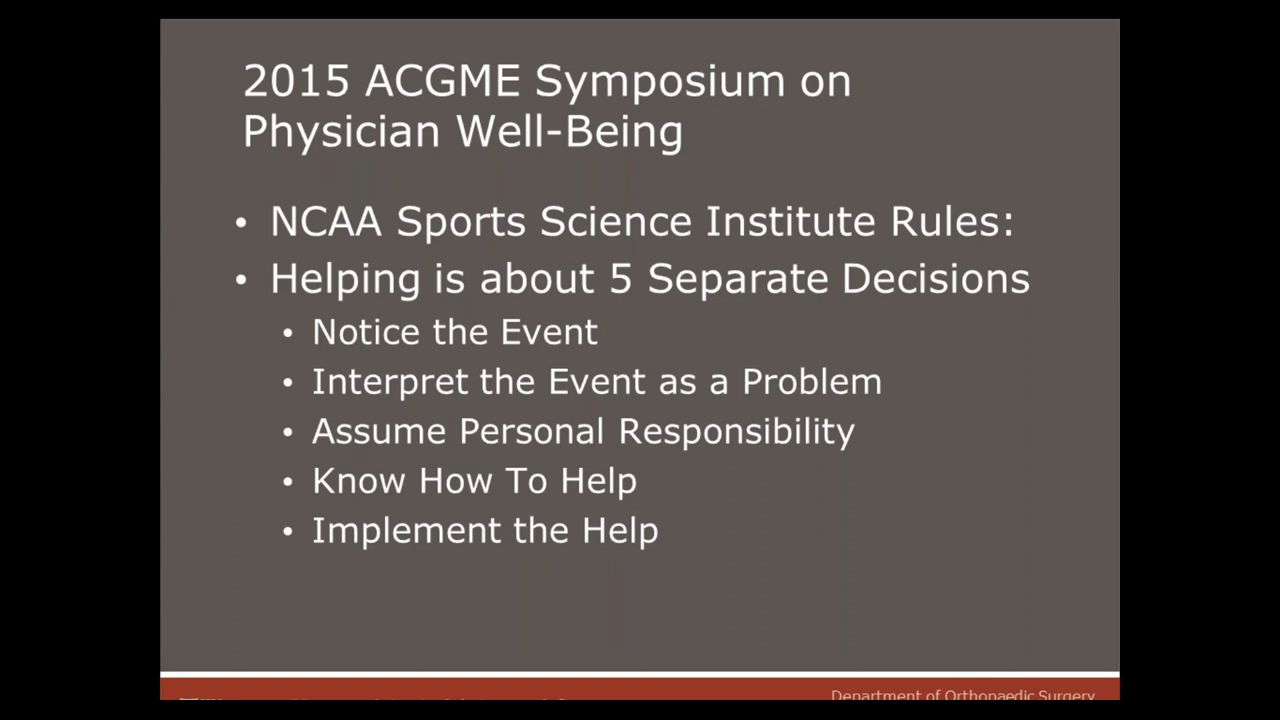 2015 ACGME Symposium on
Physician Well-Being
• NCAA Sports Science Institute Rules:
• Helping is about 5 Separate Decisions
• Notice the Event
• Interpret the Event as a Problem
• Assume Personal Responsibility
• Know How To Help
• Implement the Help
Department of Orthopaedic Surgery